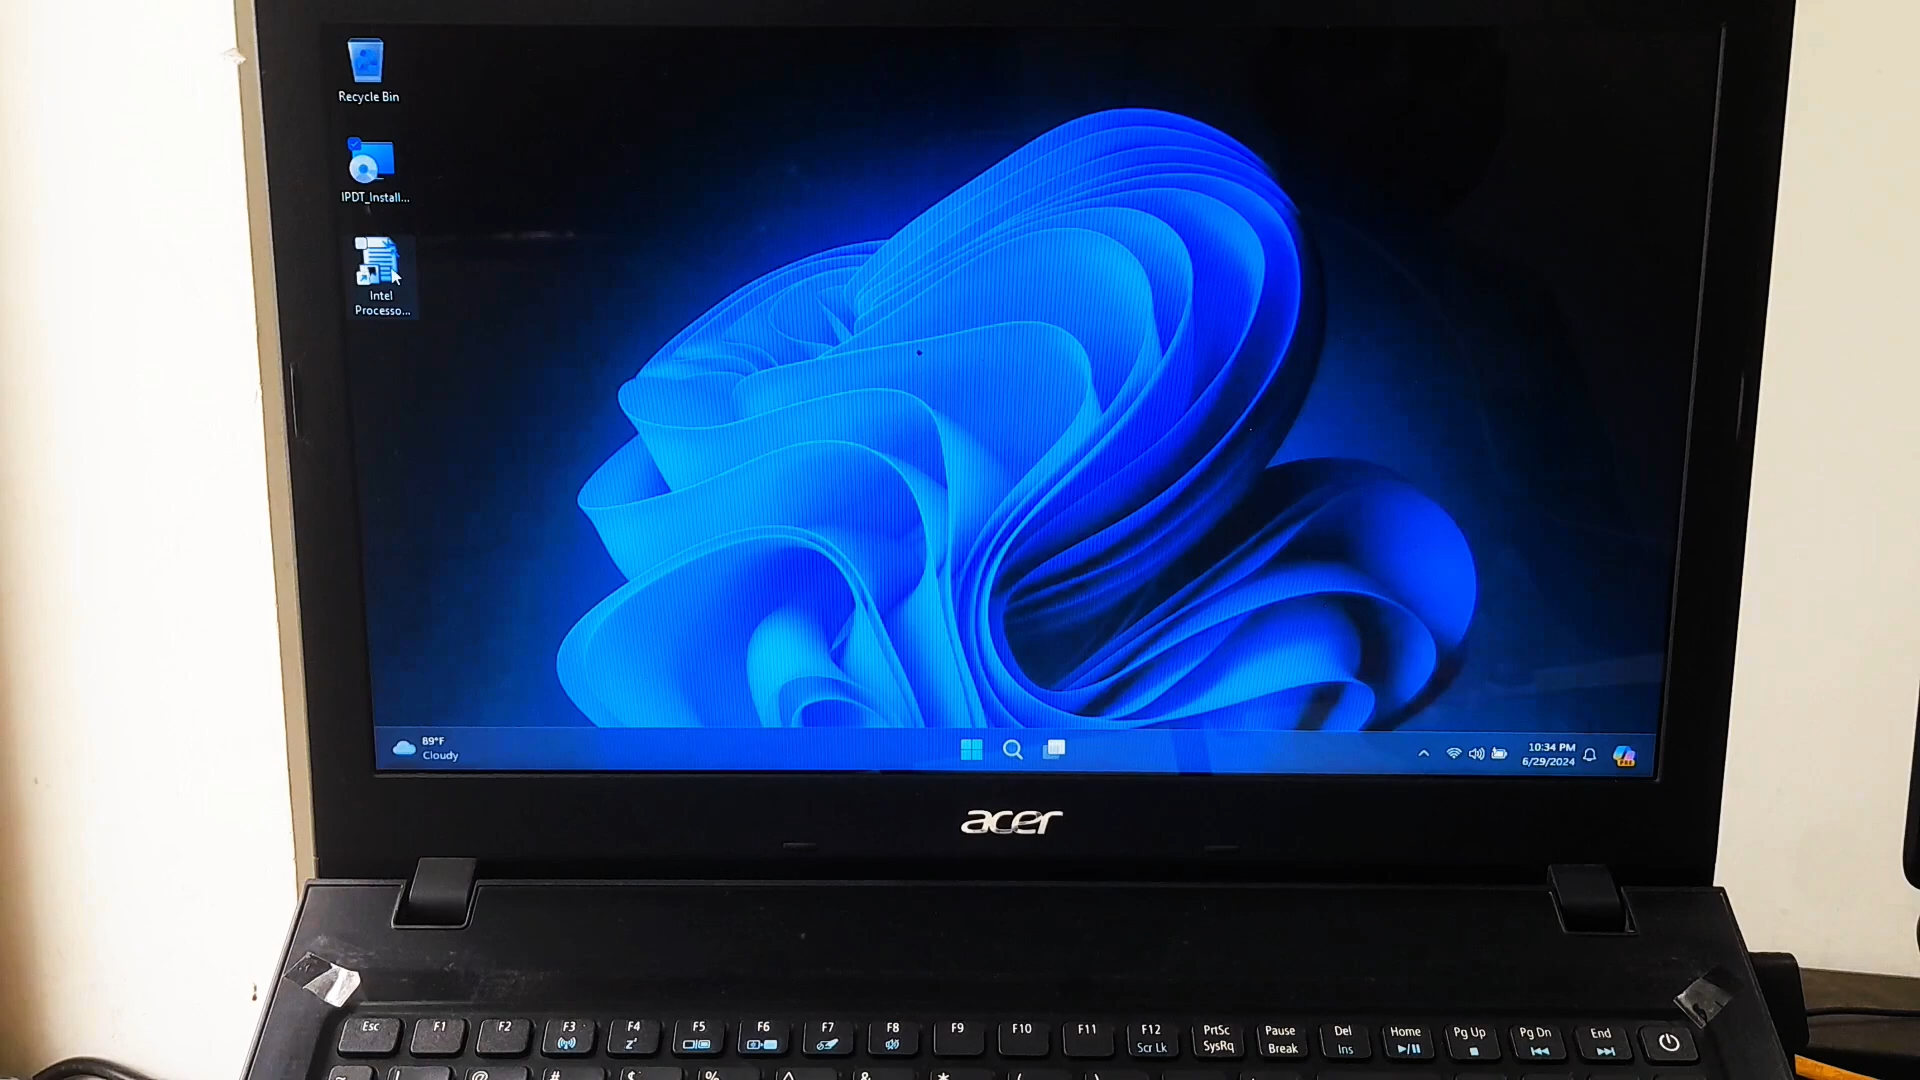 Recycle Bin
IPDT_Install...
Intel
Processo...
89°F
Cloudy
10:34 PM
6/29/2024
PRE
acer
Esc F1 F2 F3 F4 F5 F6 F7 F8 F9 F10 F11 F12 PrtSc Pause Del Home Pg Up Pg Dn End
z Scr Lk SysRq Break Ins
~ ! @ # $ % ^ & * ( )